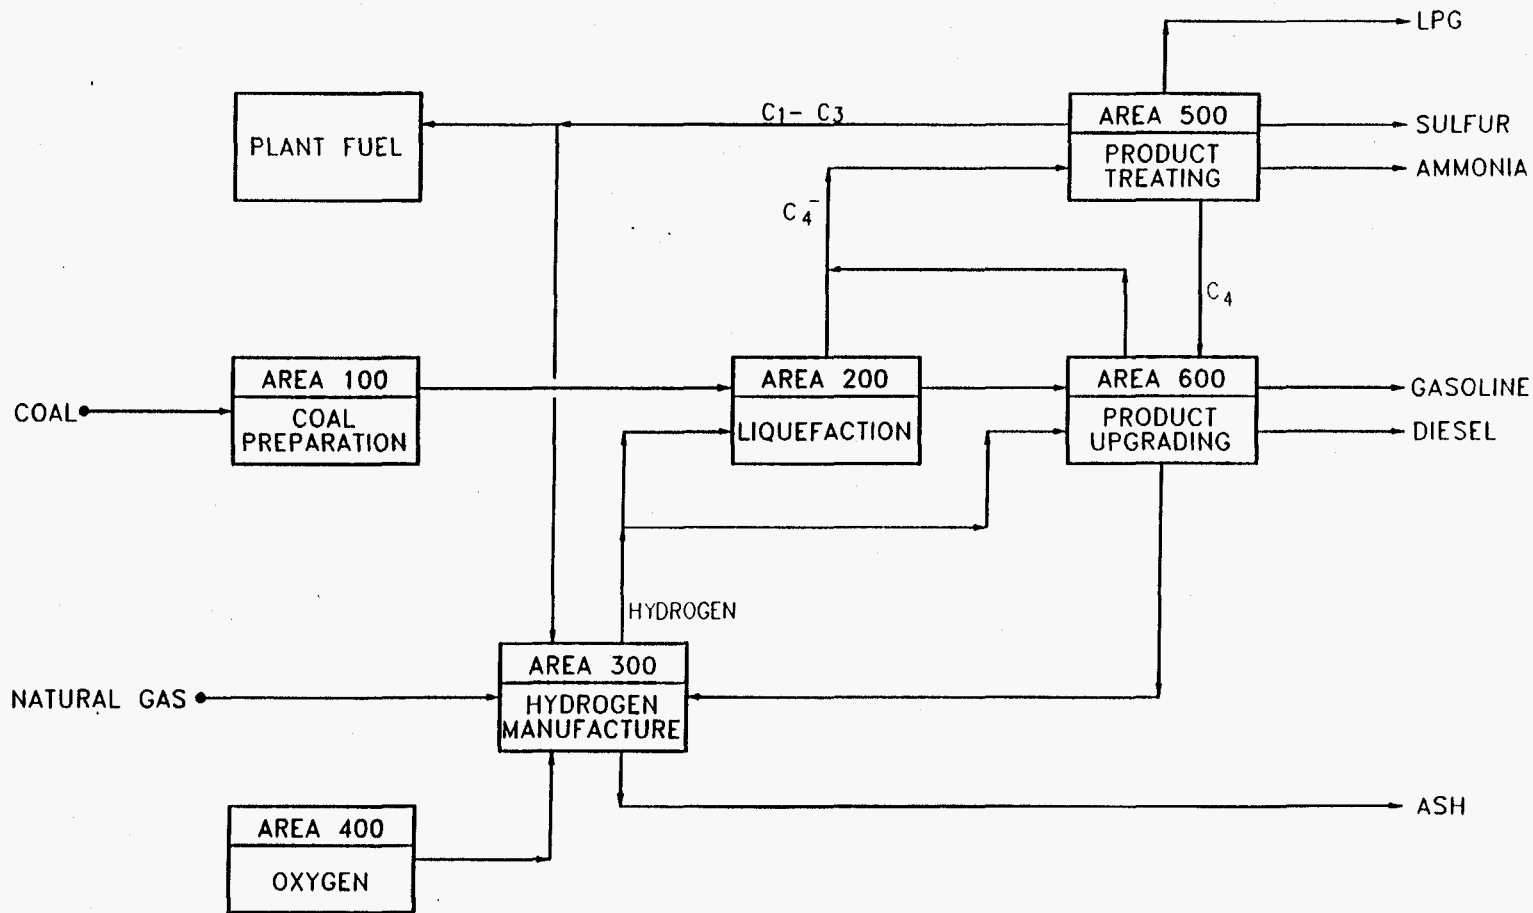 LPG
C1- C3
AREA 500
SULFUR
PLANT FUEL
PRODUCT
TREATING
AMMONIA
C4-
C4
AREA 100
AREA 200
AREA 600
GASOLINE
COAL
COAL
PREPARATION
LIQUEFACTION
PRODUCT
UPGRADING
DIESEL
HYDROGEN
AREA 300
NATURAL GAS
HYDROGEN
MANUFACTURE
ASH
AREA 400
OXYGEN